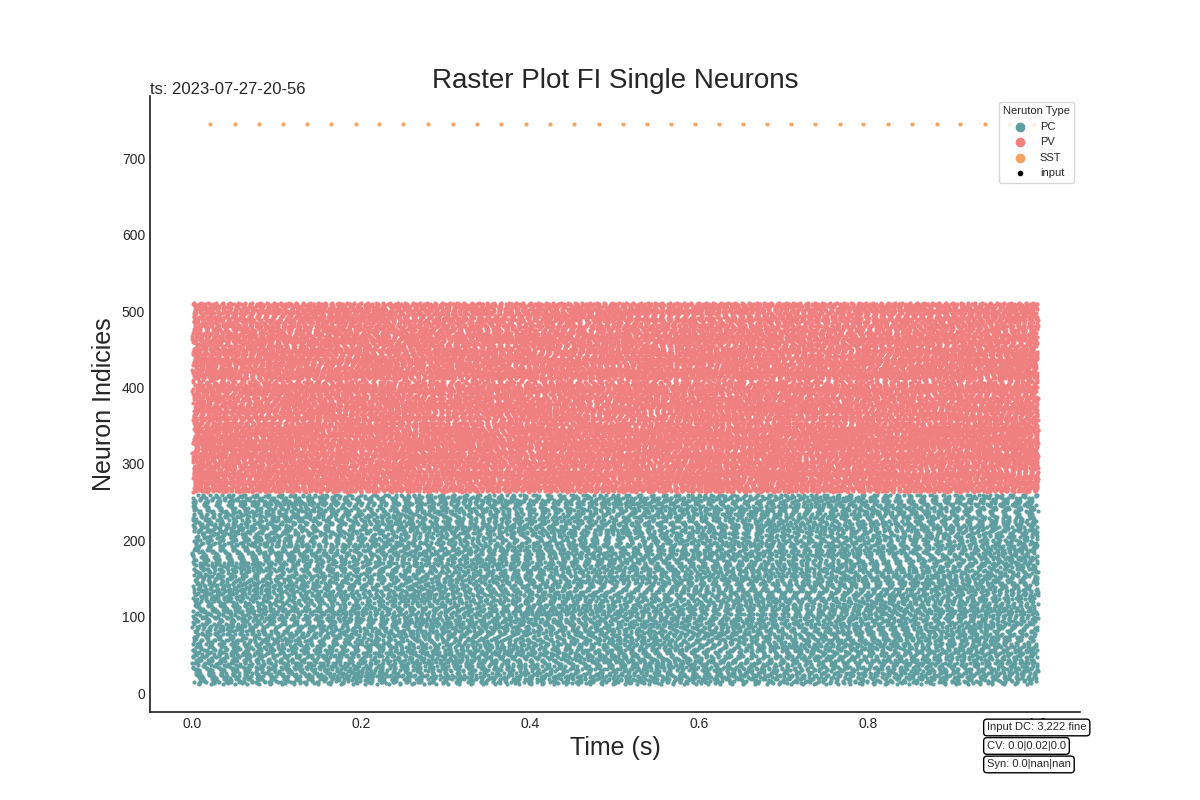 Raster Plot FI Single Neurons
ts: 2023-07-27-20-56
Neruton Type
PC
PV
SST
input
Neuron Indicies
700
600
500
400
300
200
100
0
0.0 0.2 0.4 0.6 0.8
Time (s)
Input DC: 3,222 fine
CV: 0.0|0.02|0.0
Syn: 0.0|nan|nan